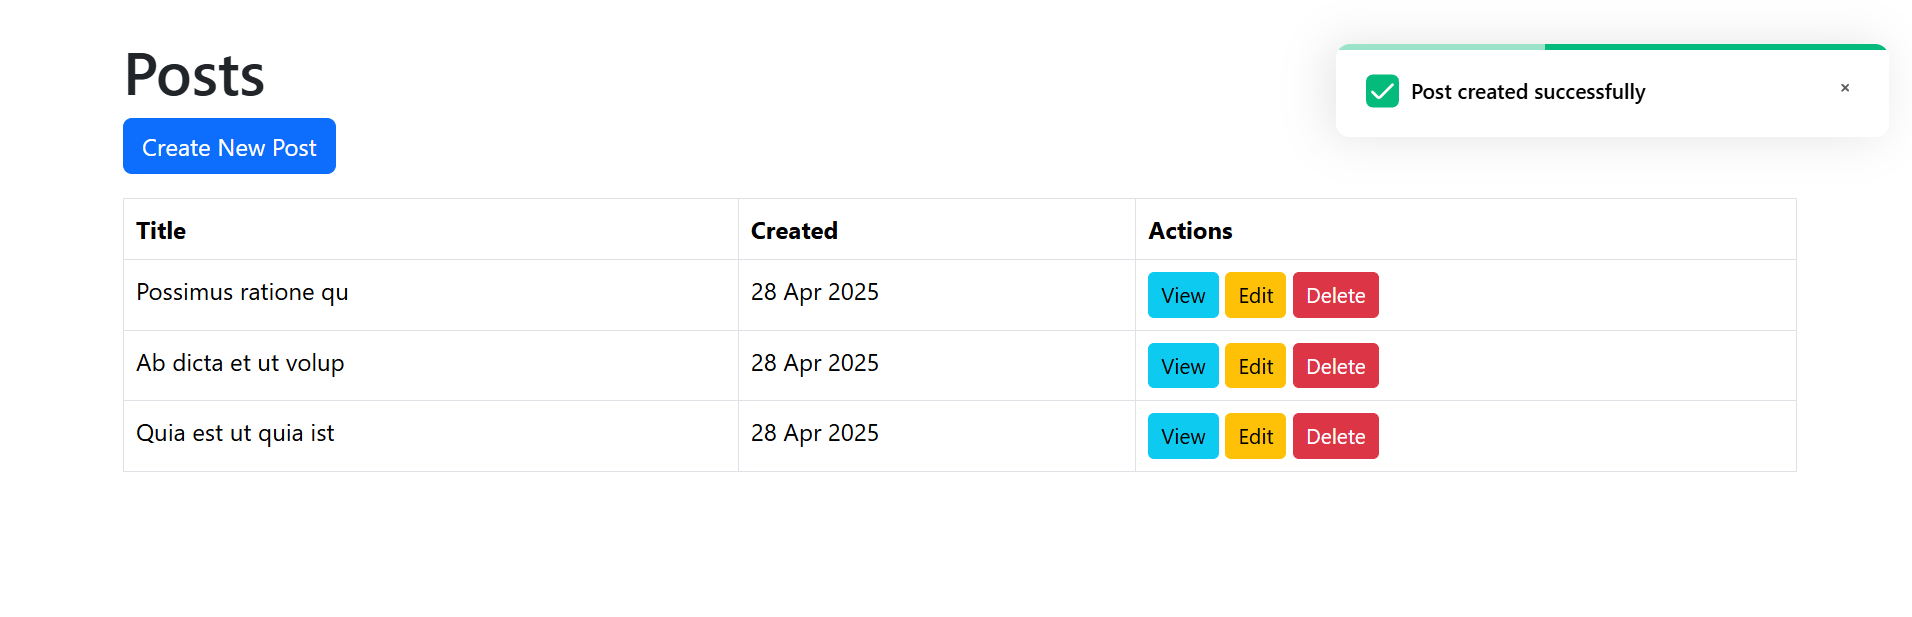 Posts
Post created successfully
×
Create New Post
Title Created Actions
Possimus ratione qu 28 Apr 2025 View Edit Delete
Ab dicta et ut volup 28 Apr 2025 View Edit Delete
Quia est ut quia ist 28 Apr 2025 View Edit Delete